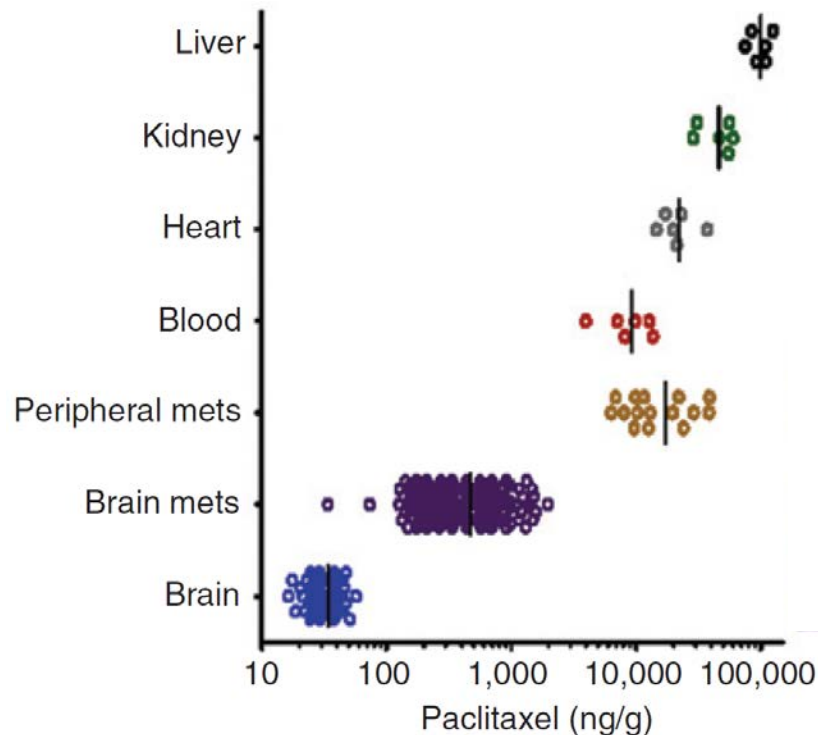 Liver
Kidney
Heart
Blood
Peripheral mets
Brain mets
Brain
10 100 1,000 10,000 100,000
Paclitaxel (ng/g)